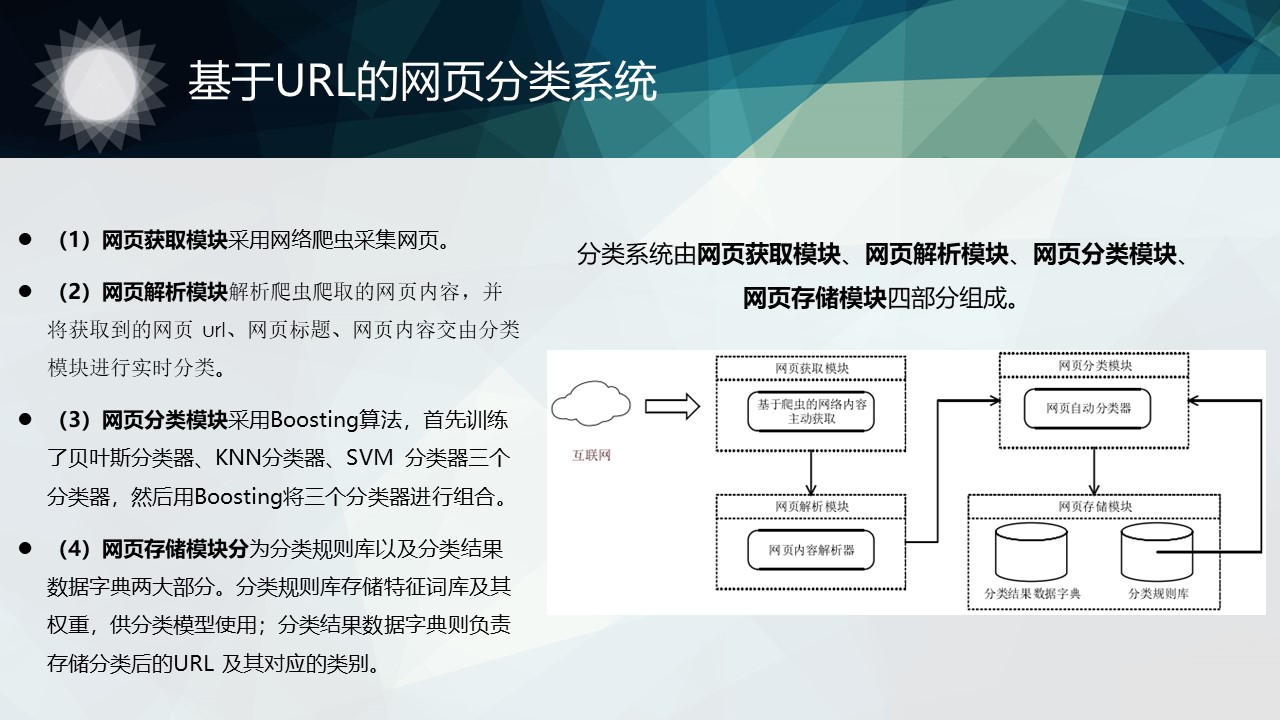 基于URL的网页分类系统
（1）网页获取模块采用网络爬虫采集网页。
（2）网页解析模块解析爬虫爬取的网页内容，并
将获取到的网页 url、网页标题、网页内容交由分类
模块进行实时分类。
（3）网页分类模块采用Boosting算法，首先训练
了贝叶斯分类器、KNN分类器、SVM 分类器三个
分类器，然后用Boosting将三个分类器进行组合。
（4）网页存储模块分为分类规则库以及分类结果
数据字典两大部分。分类规则库存储特征词库及其
权重，供分类模型使用；分类结果数据字典则负责
存储分类后的URL 及其对应的类别。
分类系统由网页获取模块、网页解析模块、网页分类模块、
网页存储模块四部分组成。
互联网
网页获取模块
基于爬虫的网络内容
主动获取
网页解析模块
网页内容解析器
网页分类模块
网页自动分类器
网页存储模块
分类结果数据字典
分类规则库